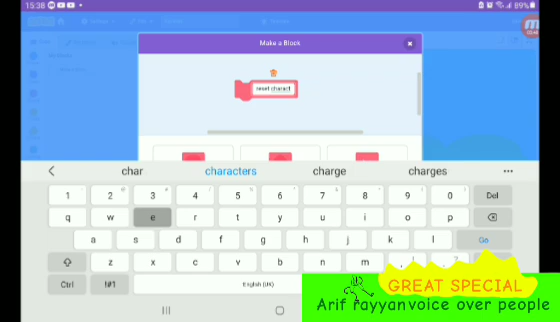 15:38
89%
Make a Block
reset charact
char characters charge charges
1 2 3 4 5 6 7 8 9 0 Del
q w e r t y u i o p
a s d f g h j k l Go
z x c v b n m
Ctrl !#1 English (UK)
GREAT SPECIAL
Arif rayyanvoice over people